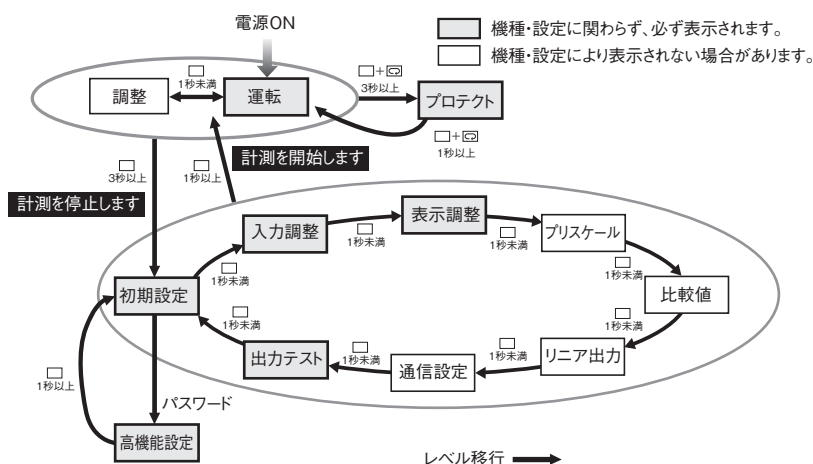 電源ON
機種・設定に関わらず、必ず表示されます。
機種・設定により表示されない場合があります。
調整
1秒未満
運転
□+
3秒以上
プロテクト
□+
1秒以上
3秒以上
1秒以上
計測を開始します
計測を停止します
入力調整
1秒未満
表示調整
1秒未満
プリスケール
1秒未満
1秒未満
初期設定
比較値
1秒未満
1秒未満
出力テスト
1秒未満
通信設定
1秒未満
リニア出力
1秒以上
パスワード
高機能設定
レベル移行